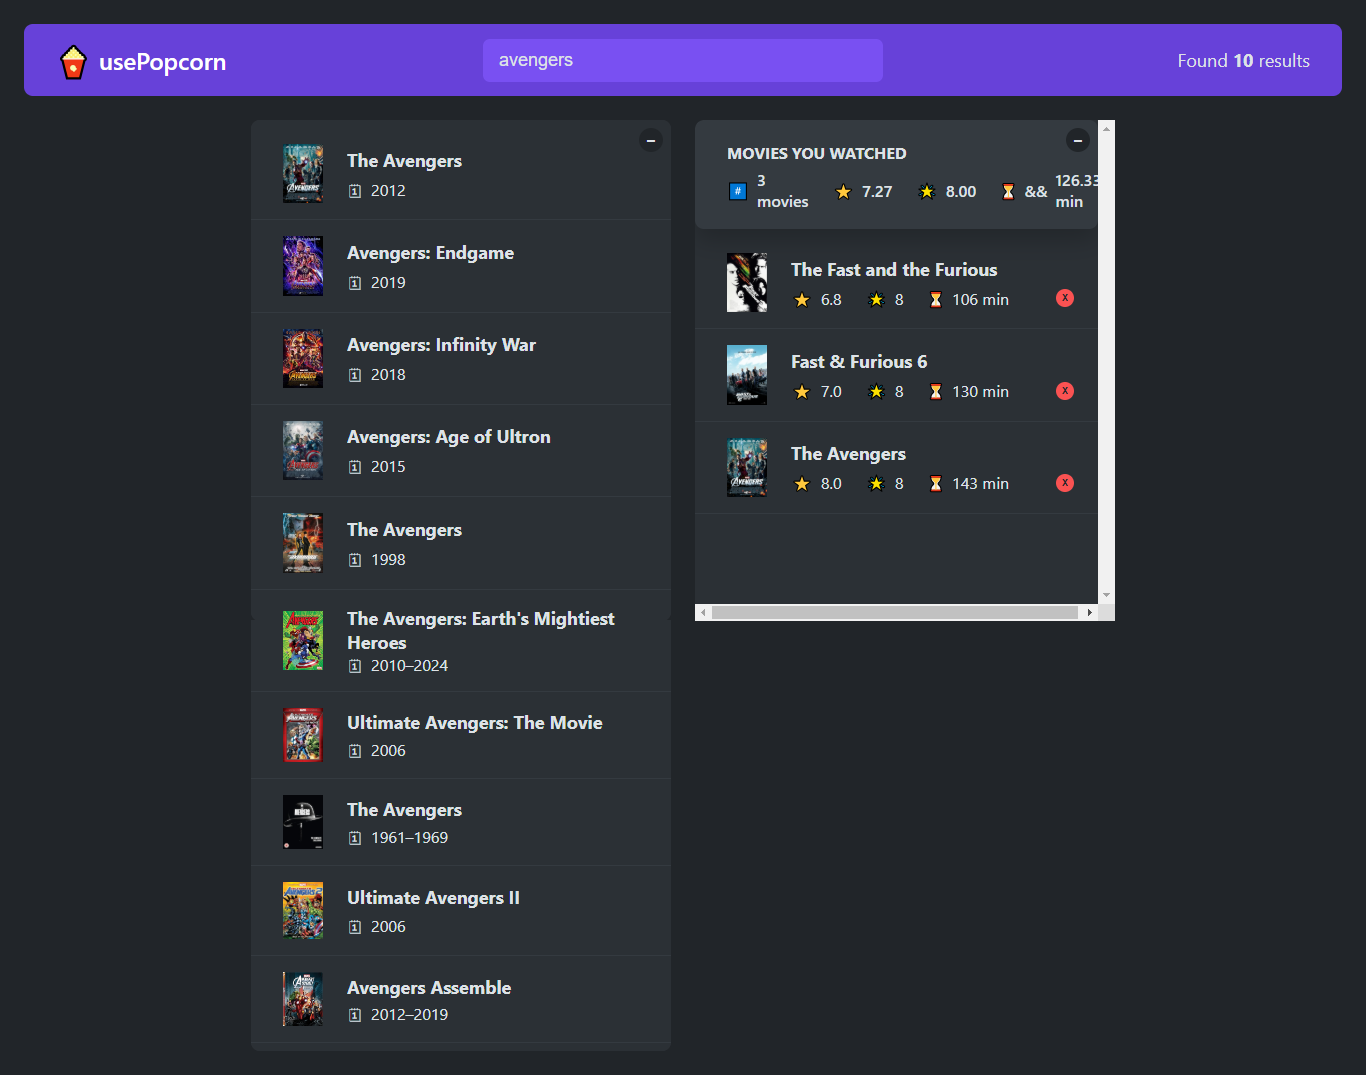 usePopcorn
avengers
Found 10 results
The Avengers
2012
Avengers: Endgame
2019
Avengers: Infinity War
2018
Avengers: Age of Ultron
2015
The Avengers
1998
The Avengers: Earth's Mightiest
Heroes
2010–2024
Ultimate Avengers: The Movie
2006
The Avengers
1961–1969
Ultimate Avengers II
2006
Avengers Assemble
2012–2019
MOVIES YOU WATCHED
# 3 movies ⭐ 7.27 🌟 8.00 ⏳ && 126.33 min
The Fast and the Furious
⭐ 6.8 🌟 8 ⏳ 106 min X
Fast & Furious 6
⭐ 7.0 🌟 8 ⏳ 130 min X
The Avengers
⭐ 8.0 🌟 8 ⏳ 143 min X